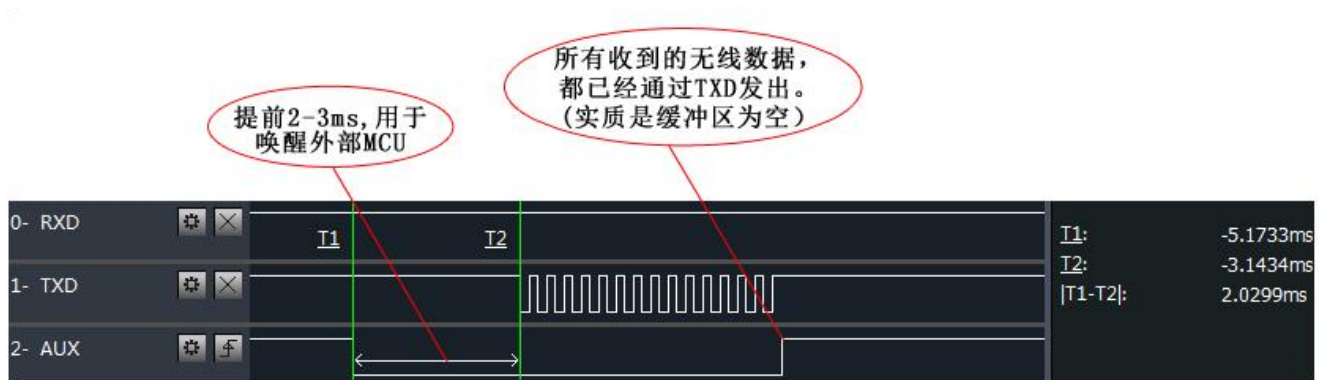 所有收到的无线数据，
都已经通过TXD发出。
(实质是缓冲区为空)
提前2-3ms,用于
唤醒外部MCU
0- RXD
T1
T2
T1:
-5.1733ms
T2:
-3.1434ms
1- TXD
|T1-T2|:
2.0299ms
2- AUX